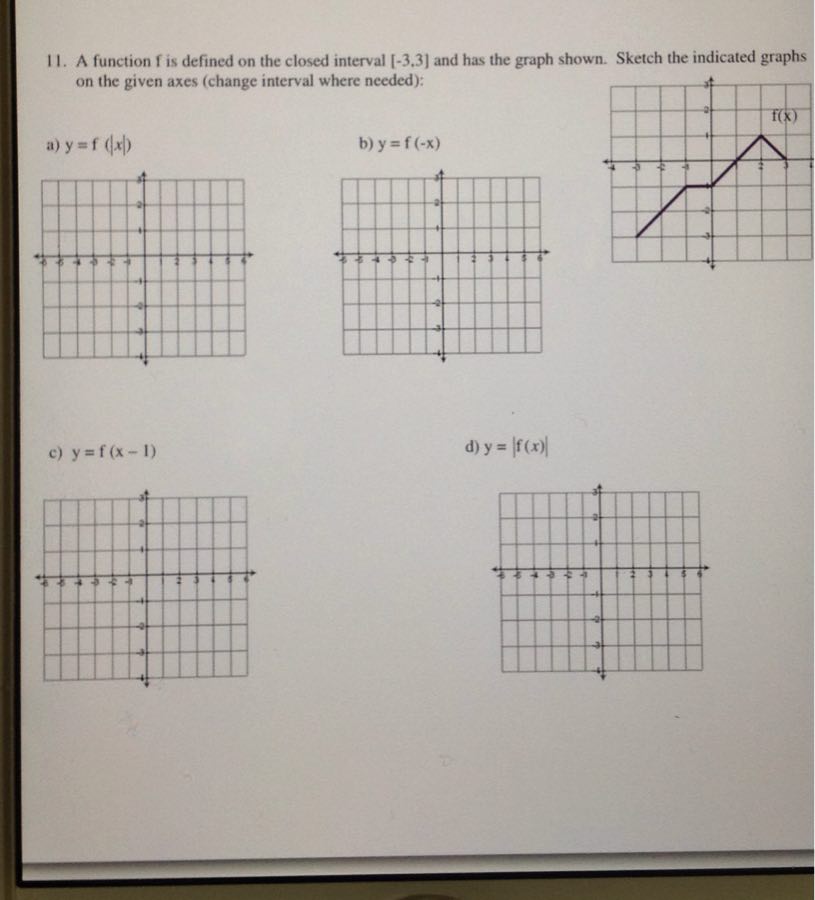 11. A function f is defined on the closed interval [-3,3] and has the graph shown. Sketch the indicated graphs
on the given axes (change interval where needed):
f(x)
a) y = f (|x|)
b) y = f (-x)
c) y = f (x – 1)
d) y = |f (x)|